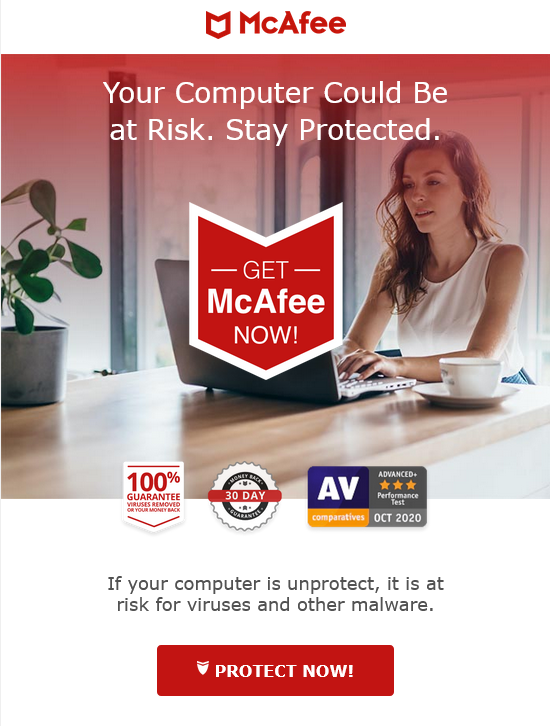 McAfee
Your Computer Could Be
at Risk. Stay Protected.
GET
McAfee
NOW!
100%
GUARANTEE
VIRUSES REMOVED
OR YOUR MONEY BACK
MONEY BACK
30 DAY
GUARANTEE
AV
comparatives
ADVANCED+
Performance
Test
OCT 2020
If your computer is unprotect, it is at
risk for viruses and other malware.
PROTECT NOW!